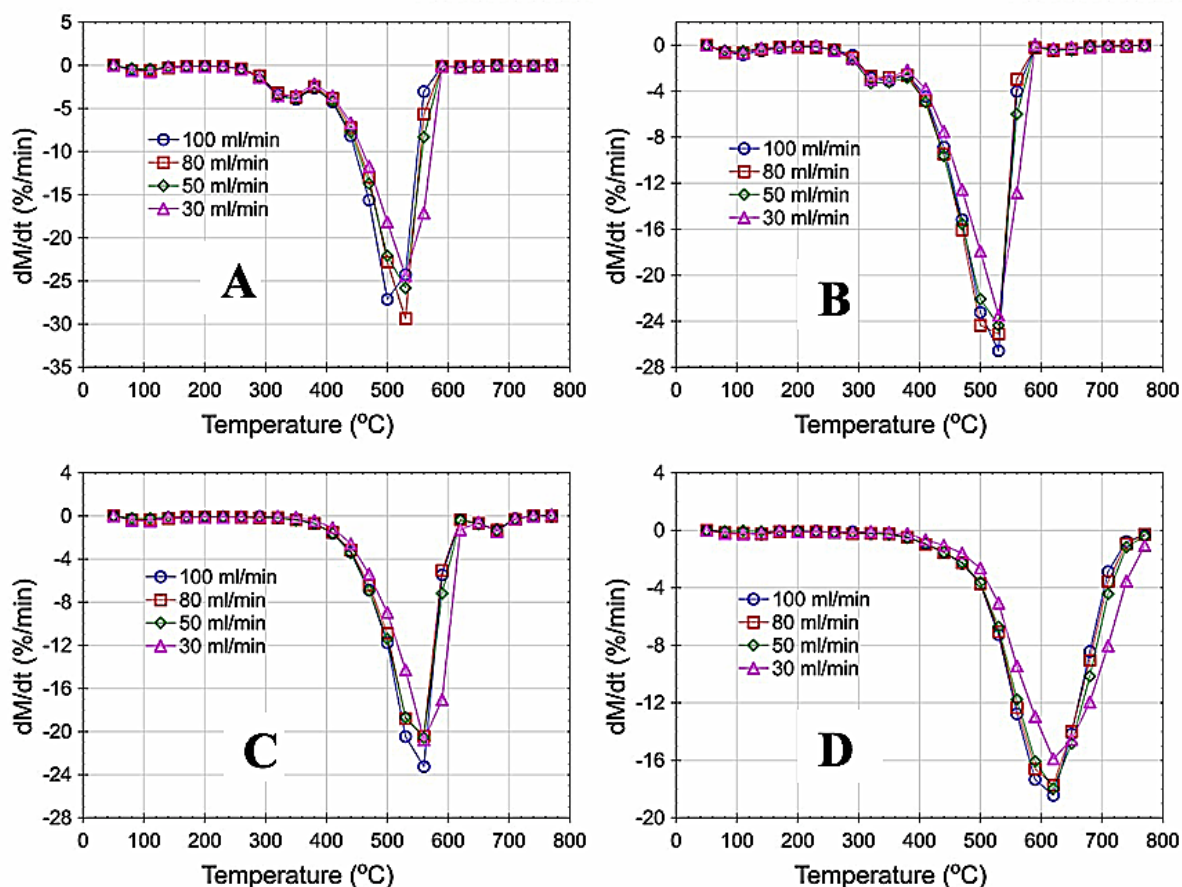 5
0
-5
-10
-15
-20
-25
-30
-35
dM/dt (%/min)
100 ml/min
80 ml/min
50 ml/min
30 ml/min
A
0 100 200 300 400 500 600 700 800
Temperature (°C)
0
-4
-8
-12
-16
-20
-24
-28
dM/dt (%/min)
100 ml/min
80 ml/min
50 ml/min
30 ml/min
B
0 100 200 300 400 500 600 700 800
Temperature (°C)
4
0
-4
-8
-12
-16
-20
-24
-28
dM/dt (%/min)
100 ml/min
80 ml/min
50 ml/min
30 ml/min
C
0 100 200 300 400 500 600 700 800
Temperature (°C)
4
0
-4
-8
-12
-16
-20
dM/dt (%/min)
100 ml/min
80 ml/min
50 ml/min
30 ml/min
D
0 100 200 300 400 500 600 700 800
Temperature (°C)